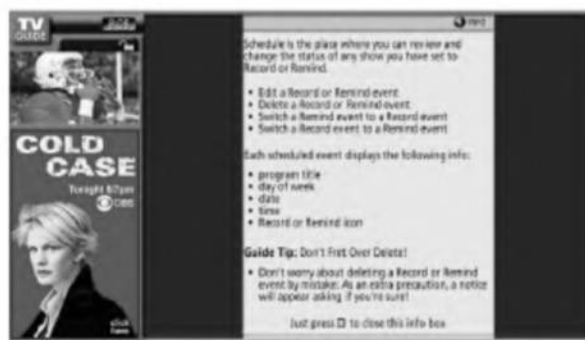 TV
GUIDE
INFO
Schedule is the place where you can review and
change the status of any show you have set to
Record or Remind.
• Edit a Record or Remind event
• Delete a Record or Remind event
• Switch a Remind event to a Record event
• Switch a Record event to a Remind event
Each scheduled event displays the following info:
• program title
• day of week
• date
• time
• Record or Remind icon
Guide Tip: Don't Fret Over Delete!
• Don't worry about deleting a Record or Remind
event by mistake. As an extra precaution, a notice
will appear asking if you're sure!
Just press to close this info box
COLD
CASE
Tonight 8/7pm
CBS
click
here